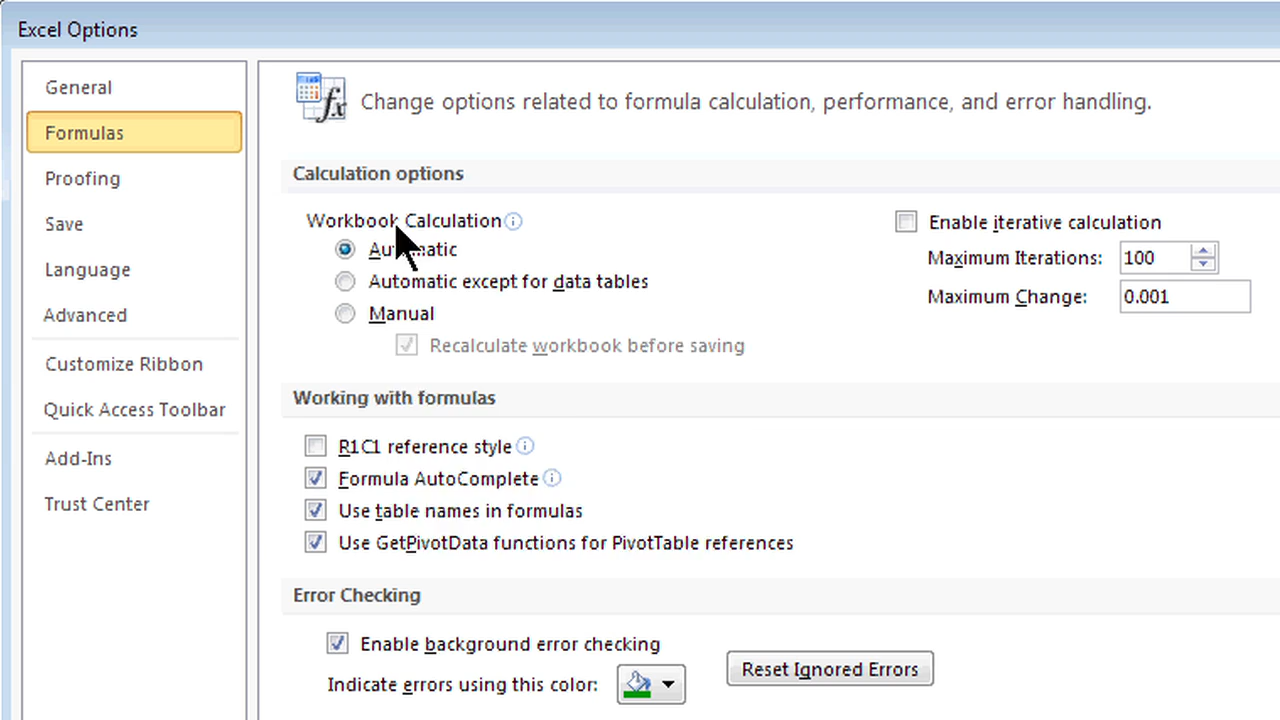 Excel Options
General
Formulas
Proofing
Save
Language
Advanced
Customize Ribbon
Quick Access Toolbar
Add-Ins
Trust Center
Change options related to formula calculation, performance, and error handling.
Calculation options
Workbook Calculation
Automatic
Automatic except for data tables
Manual
Recalculate workbook before saving
Enable iterative calculation
Maximum Iterations: 100
Maximum Change: 0.001
Working with formulas
R1C1 reference style
Formula AutoComplete
Use table names in formulas
Use GetPivotData functions for PivotTable references
Error Checking
Enable background error checking
Indicate errors using this color:
Reset Ignored Errors